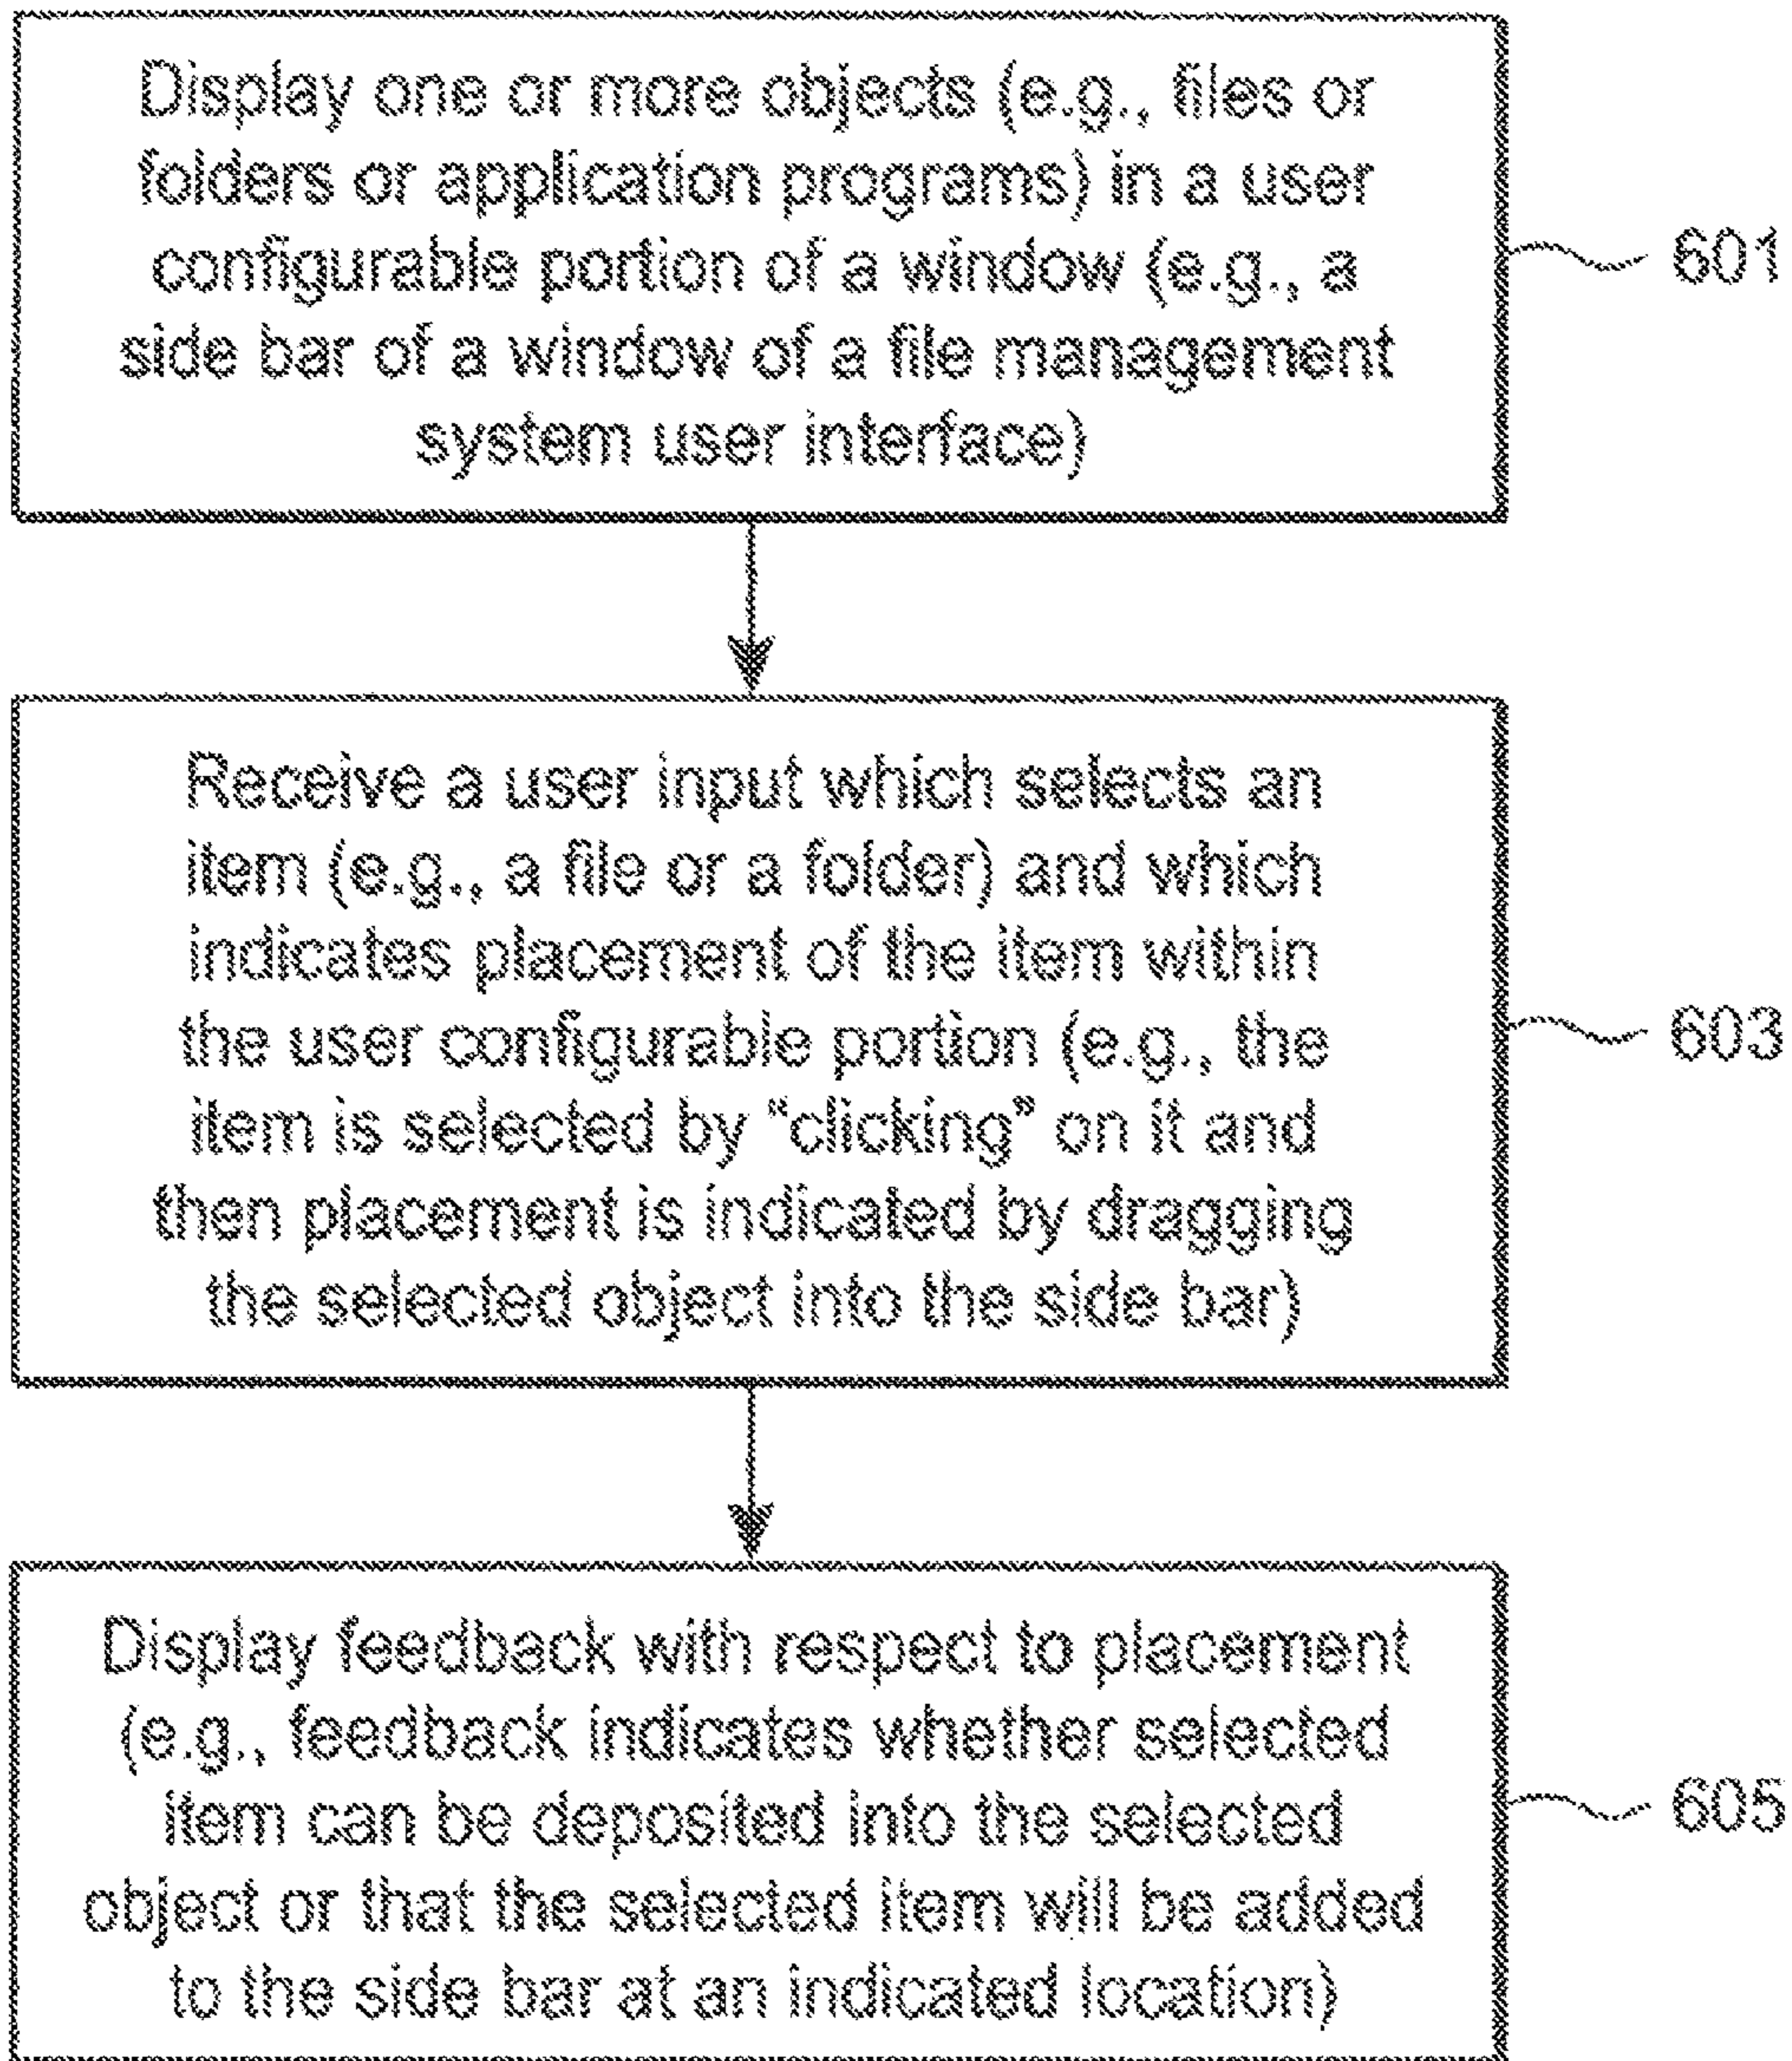 Display one or more objects (e.g., files or
folders or application programs) in a user
configurable portion of a window (e.g., a
side bar of a window of a file management
system user interface)
601
Receive a user input which selects an
item (e.g., a file or a folder) and which
indicates placement of the item within
the user configurable portion (e.g., the
item is selected by “clicking” on it and
then placement is indicated by dragging
the selected object into the side bar)
603
Display feedback with respect to placement
(e.g., feedback indicates whether selected
item can be deposited into the selected
object or that the selected item will be added
to the side bar at an indicated location)
605